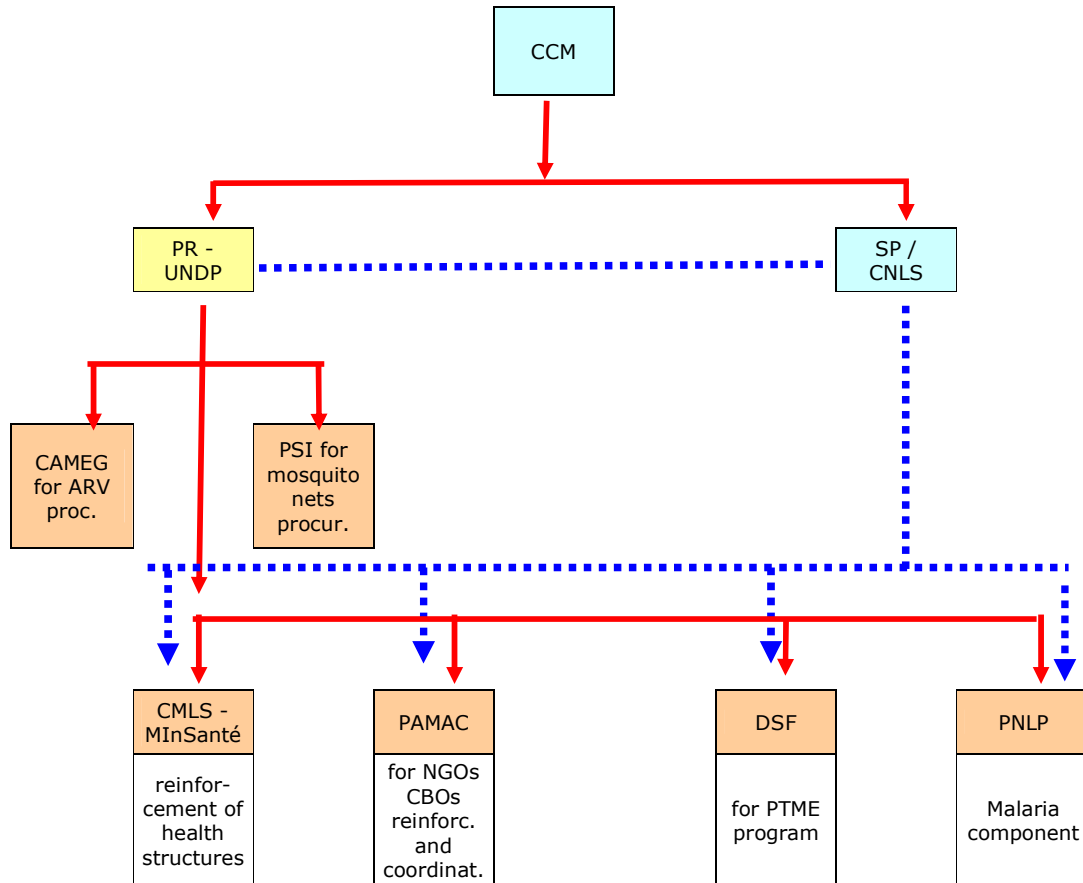 CCM
PR -
UNDP
SP /
CNLS
CAMEG
for ARV
proc.
PSI for
mosquito
nets
procur.
CMLS -
MInSanté
reinfor-
cement of
health
structures
PAMAC
for NGOs
CBOs
reinforc.
and
coordinat.
DSF
for PTME
program
PNLP
Malaria
component